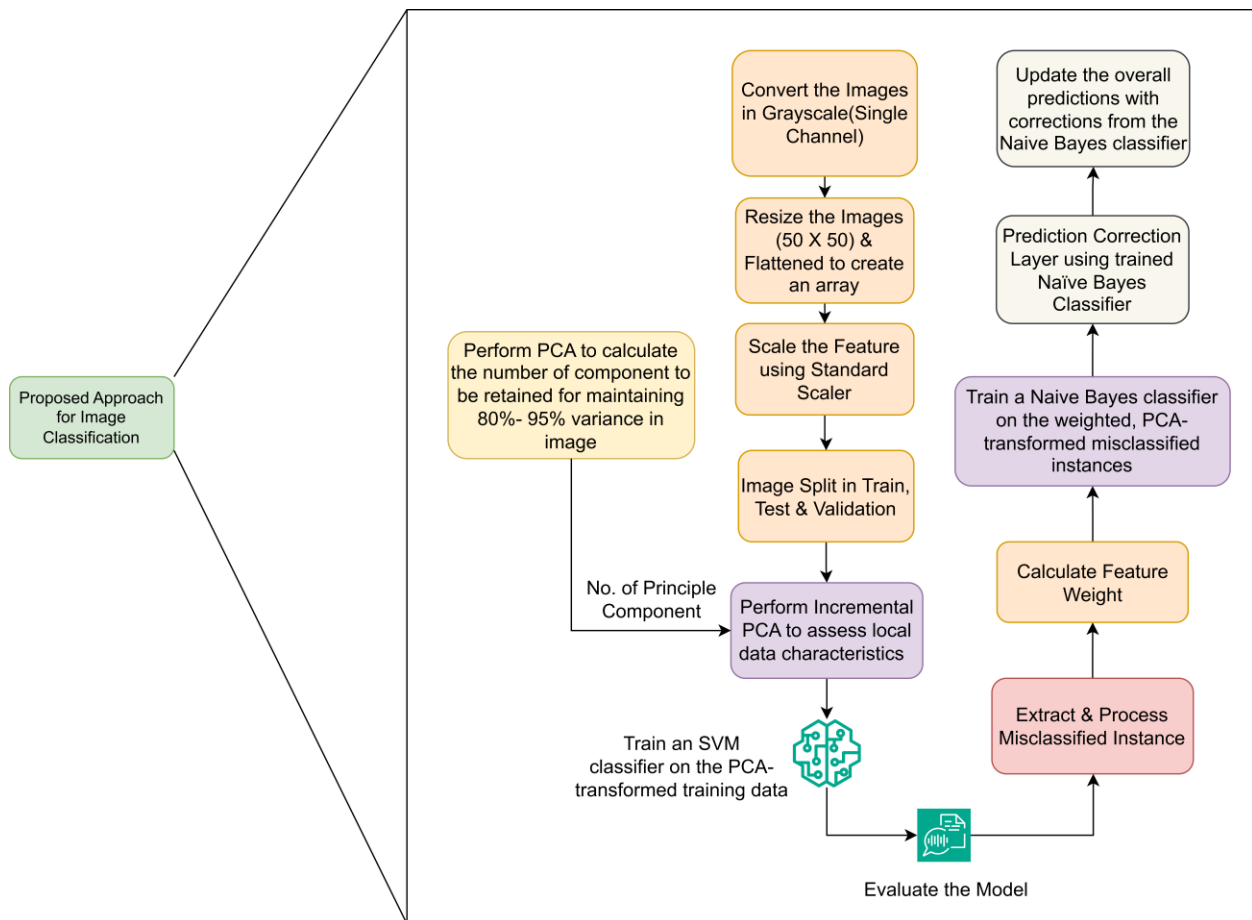 Proposed Approach
for Image
Classification
Convert the Images
in Grayscale(Single
Channel)
Resize the Images
(50 X 50) &
Flattened to create
an array
Scale the Feature
using Standard
Scaler
Image Split in Train,
Test & Validation
Perform PCA to calculate
the number of component to
be retained for maintaining
80%- 95% variance in
image
No. of Principle
Component
Perform Incremental
PCA to assess local
data characteristics
Train an SVM
classifier on the PCA-
transformed training data
Evaluate the Model
Extract & Process
Misclassified Instance
Calculate Feature
Weight
Train a Naive Bayes classifier
on the weighted, PCA-
transformed misclassified
instances
Prediction Correction
Layer using trained
Naïve Bayes
Classifier
Update the overall
predictions with
corrections from the
Naive Bayes classifier